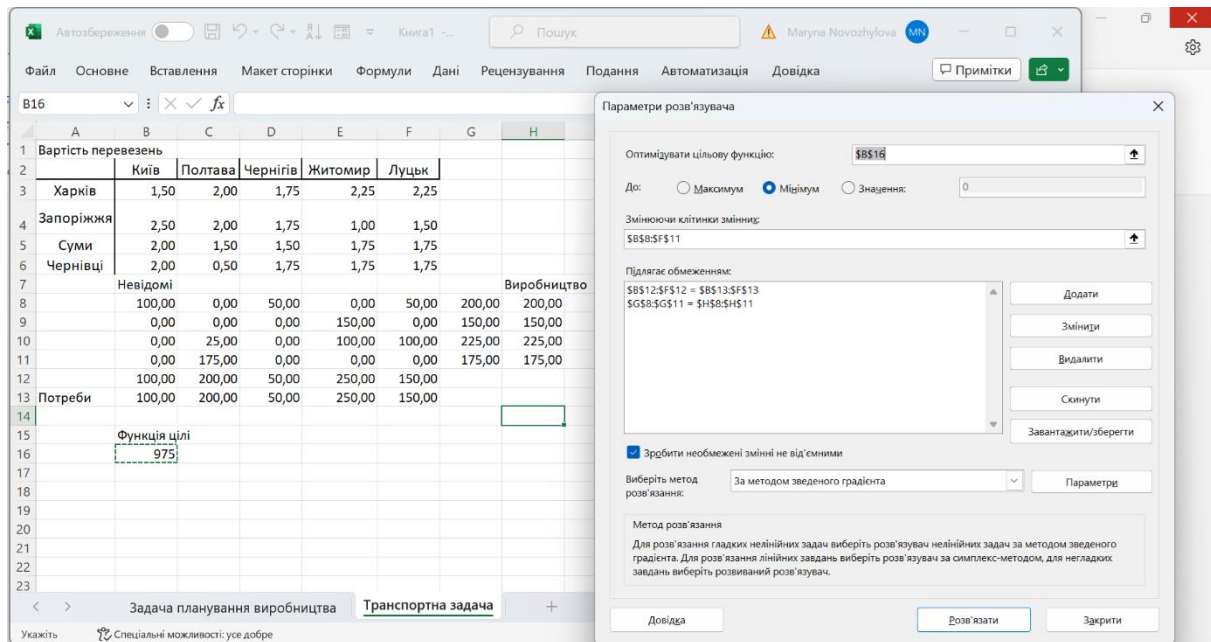 Автозбереження
Книга1 -...
Пошук
Maryna Novozhylova
MN
Файл Основне Вставлення Макет сторінки Формули Дані Рецензування Подання Автоматизація Довідка
Примітки
B16
fx
A B C D E F G H
1 Вартість перевезень
2 Київ Полтава Чернігів Житомир Луцьк
3 Харків 1,50 2,00 1,75 2,25 2,25
4 Запоріжжя 2,50 2,00 1,75 1,00 1,50
5 Суми 2,00 1,50 1,50 1,75 1,75
6 Чернівці 2,00 0,50 1,75 1,75 1,75
7 Невідомі Виробництво
8 100,00 0,00 50,00 0,00 50,00 200,00 200,00
9 0,00 0,00 0,00 150,00 0,00 150,00 150,00
10 0,00 25,00 0,00 100,00 100,00 225,00 225,00
11 0,00 175,00 0,00 0,00 0,00 175,00 175,00
12 100,00 200,00 50,00 250,00 150,00
13 Потреби 100,00 200,00 50,00 250,00 150,00
14
15 Функція цілі
16 975
17
18
19
20
21
22
23
Задача планування виробництва Транспортна задача
Укажіть
Спеціальні можливості: усе добре
Параметри розв'язувача
Оптимізувати цільову функцію: $B$16
До: Максимум Мінімум Значення: 0
Змінюючи клітинки змінних:
$B$8:$F$11
Підлягає обмеженням:
$B$12:$F$12 = $B$13:$F$13
$G$8:$G$11 = $H$8:$H$11
Додати
Змінити
Видалити
Скинути
Завантажити/зберегти
Зробити необмежені змінні не від'ємними
Виберіть метод
розв'язання:
За методом зведеного градієнта
Параметри
Метод розв'язання
Для розв'язання гладких нелінійних задач виберіть розв'язувач нелінійних задач за методом зведеного
градієнта. Для розв'язання лінійних завдань виберіть розв'язувач за симплекс-методом, для негладких
завдань виберіть розвиваний розв'язувач.
Довідка
Розв'язати
Закрити